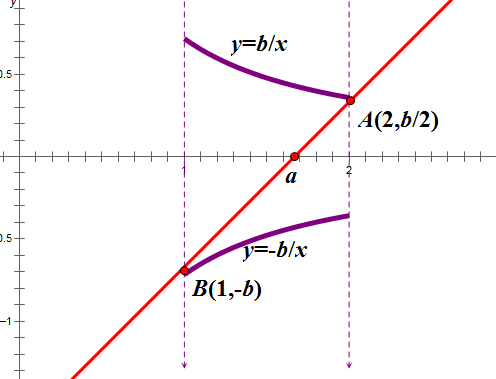 y
y=b/x
0.5
A(2,b/2)
1
2
a
0.5
y=-b/x
B(1,-b)
−1